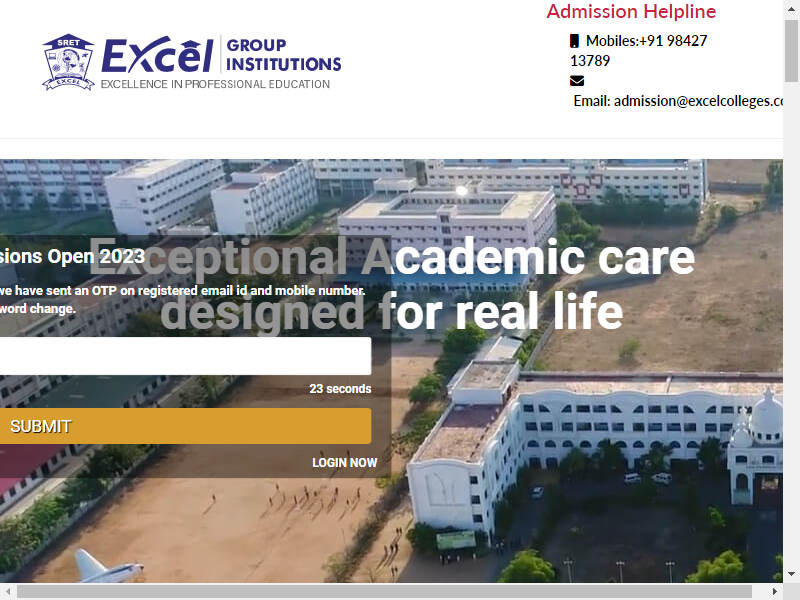 Admission Helpline
Mobiles:+91 98427
13789
Email: admission@excelcolleges.co
SRET
EXCEL
Excel
GROUP
INSTITUTIONS
EXCELLENCE IN PROFESSIONAL EDUCATION
Exceptional Academic care
designed for real life
sions Open 2023
we have sent an OTP on registered email id and mobile number.
word change.
23 seconds
SUBMIT
LOGIN NOW